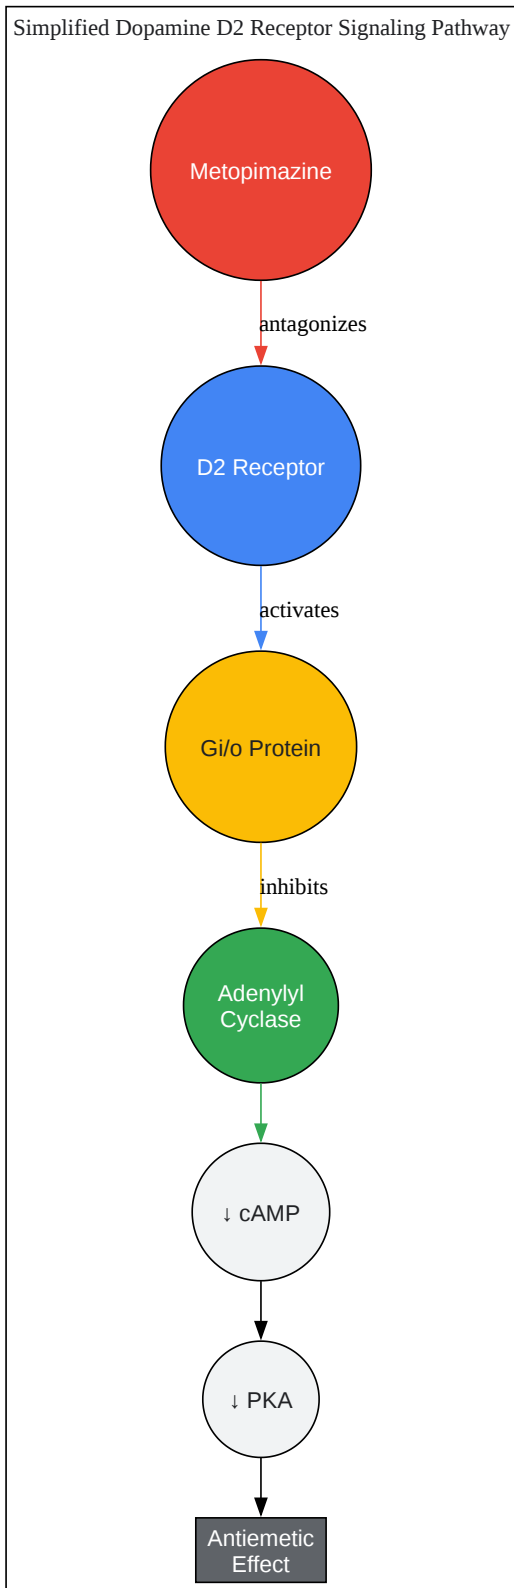 Simplified Dopamine D2 Receptor Signaling Pathway
Metopimazine
antagonizes
D2 Receptor
activates
Gi/o Protein
inhibits
Adenylyl
Cyclase
↓ cAMP
↓ PKA
Antiemetic
Effect